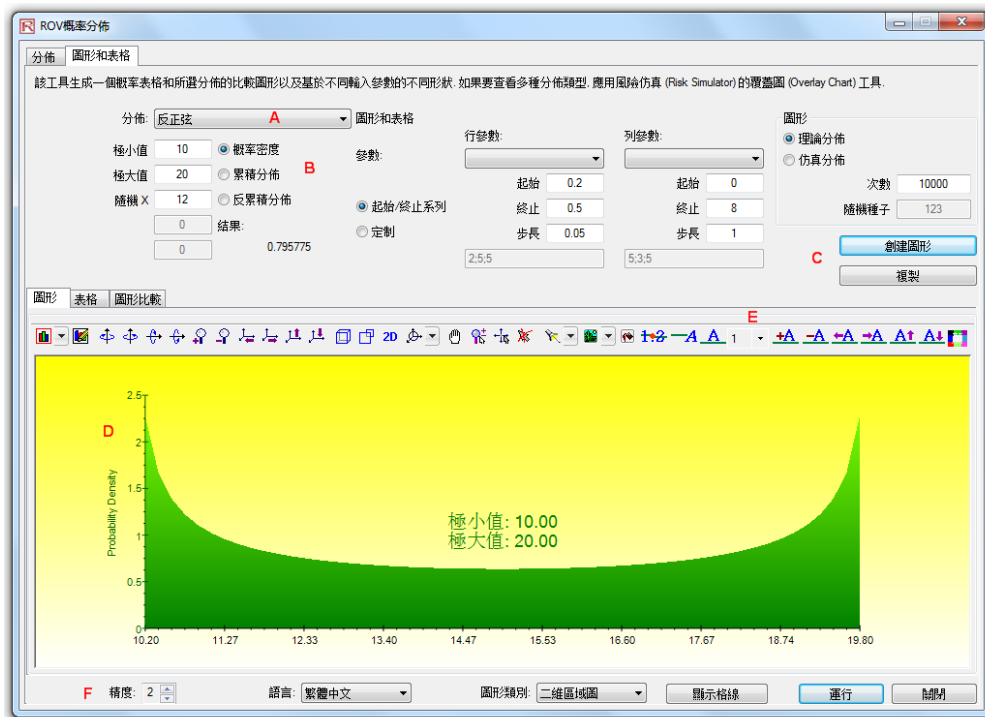 ROV概率分佈
分佈 圖形和表格
該工具生成一個概率表格和所選分佈的比較圖形以及基於不同輸入參數的不同形狀. 如果要查看多種分佈類型. 應用風險仿真 (Risk Simulator) 的覆蓋圖 (Overlay Chart) 工具.
分佈: 反正弦 A 圖形和表格
圖形
極小值 10 概率密度
極大值 20 累積分佈
隨機 X 12 反累積分佈
B
0 結果:
0 0.795775
參數:
起始/終止系列
定制
行參數:
起始 0.2
終止 0.5
步長 0.05
2;5;5
列參數:
起始 0
終止 8
步長 1
5;3;5
理論分佈
仿真分佈
次數 10000
隨機種子 123
C 創建圖形
複製
圖形 表格 圖形比較
E
2D 1 2 A A 1 +A -A A A A A
D
2.5
2
1.5
1
0.5
0
Probability Density
極小值: 10.00
極大值: 20.00
10.20 11.27 12.33 13.40 14.47 15.53 16.60 17.67 18.74 19.80
F 精度: 2 語言: 繁體中文 圖形類別: 二維區域圖 顯示格線 運行 關閉